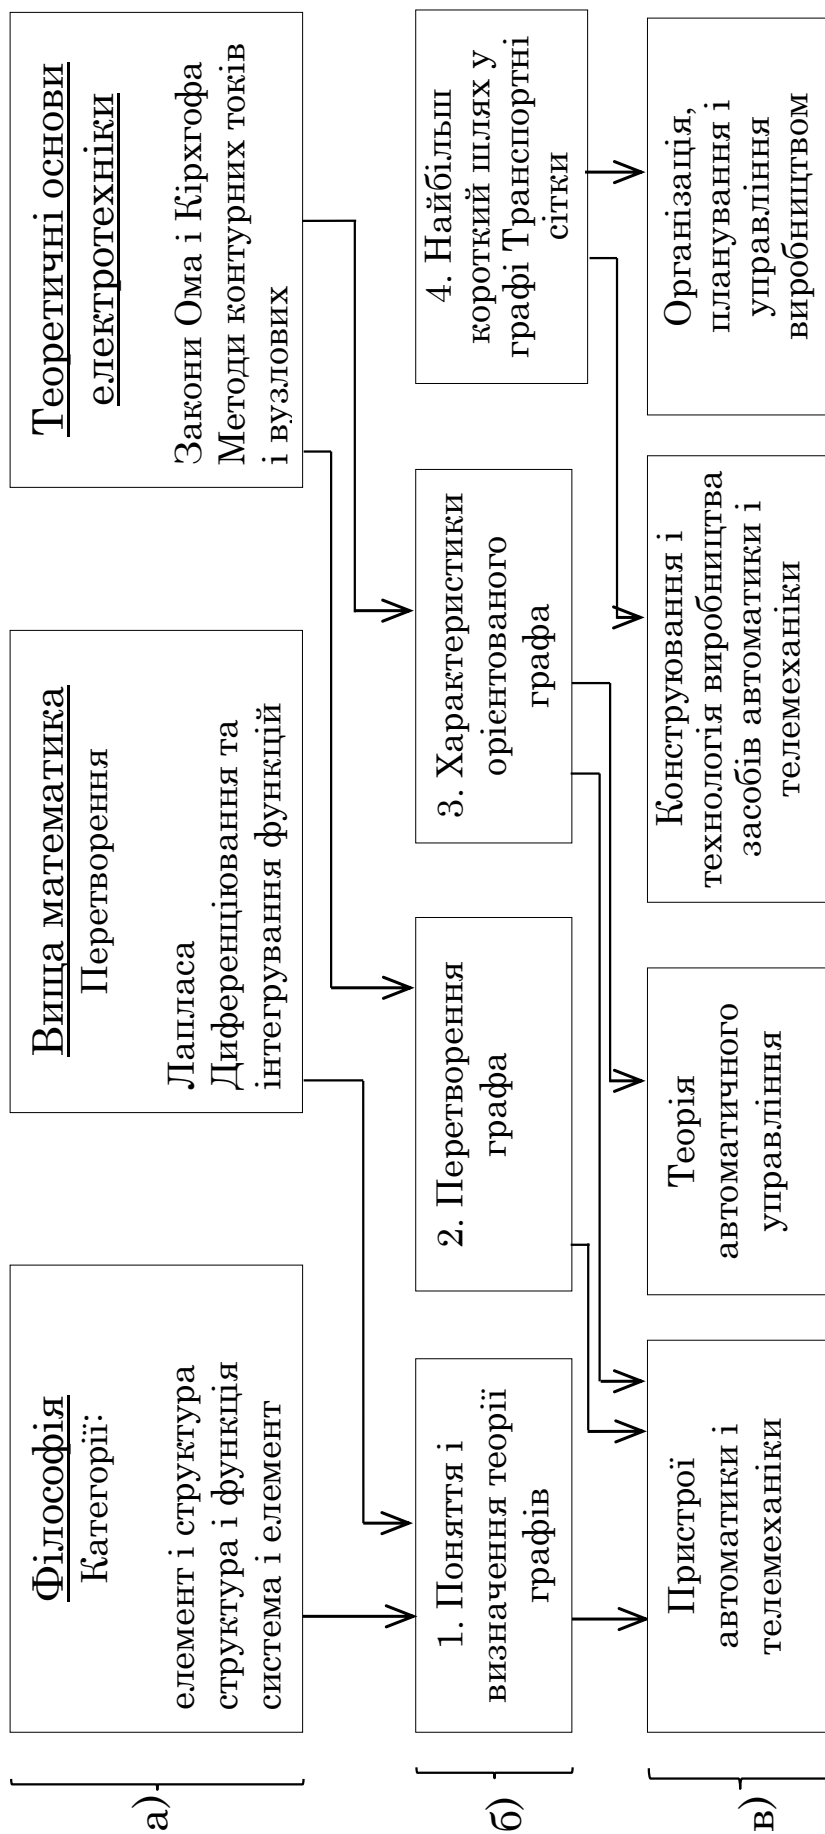 а)
Філософія
Категорії:
елемент і структура
структура і функція
система і елемент
Вища математика
Перетворення
Лапласа
Диференціювання та
інтегрування функцій
Теоретичні основи
електротехніки
Закони Ома і Кірхгофа
Методи контурних токів
і вузлових
б)
1. Поняття і
визначення теорії
графів
2. Перетворення
графа
3. Характеристики
орієнтованого
графа
4. Найбільш
короткий шлях у
графі Транспортні
сітки
в)
Пристрої
автоматики і
телемеханіки
Теорія
автоматичного
управління
Конструювання і
технологія виробництва
засобів автоматики і
телемеханіки
Організація,
планування і
управління
виробництвом